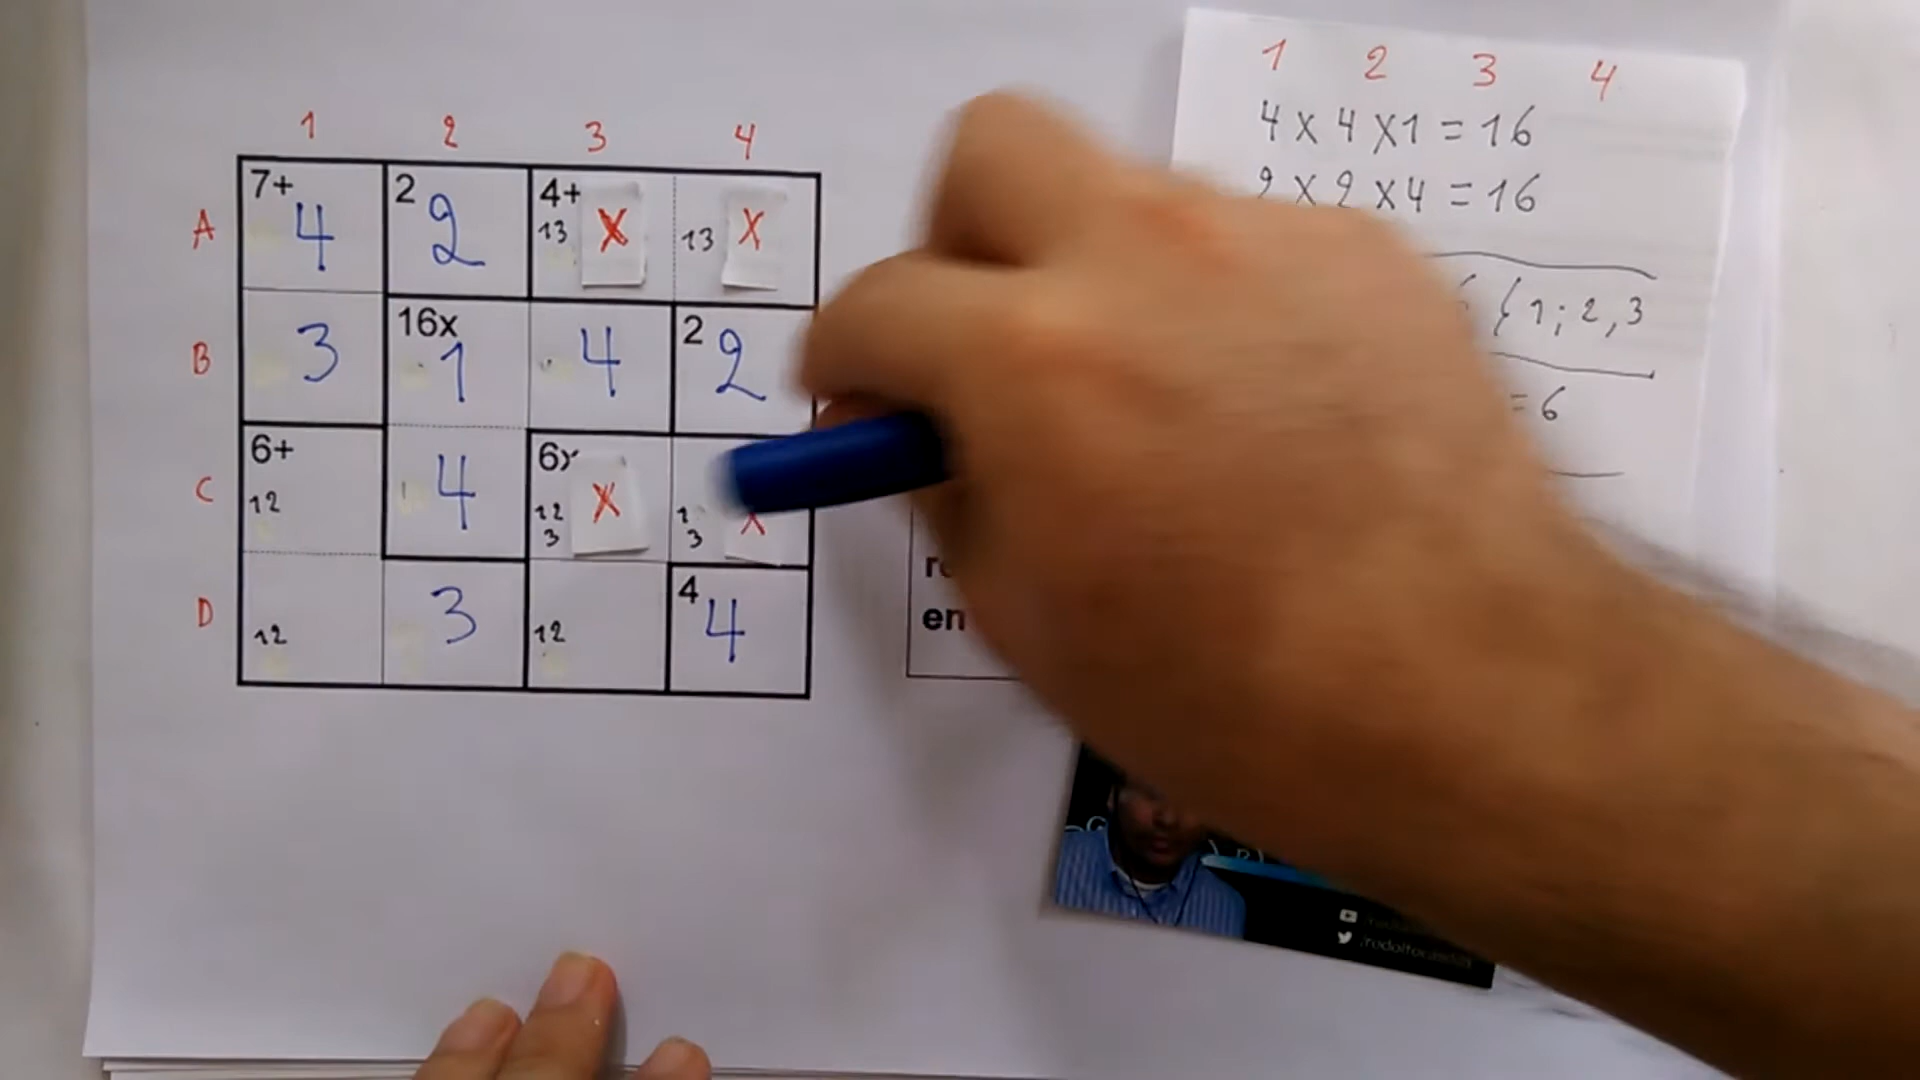 1 2 3 4
A 7+ 4 2 2 4+ 13 X 13 X
B 3 16x 1 4 2 2
C 6+ 12 4 6x 12 3 X 1 3 X
D 12 3 12 4 4
1 2 3 4
4 x 4 x 1 = 16
2 x 2 x 4 = 16
{ 1 ; 2 , 3
= 6
en